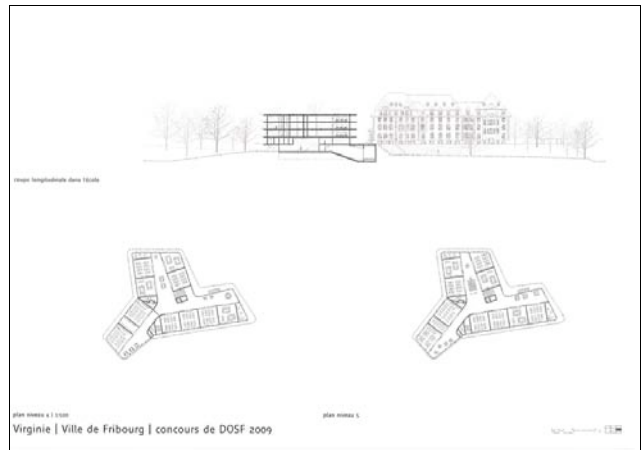 coupe longitudinale dans l'école
plan niveau 4 | 1:500
plan niveau 5
Virginie | Ville de Fribourg | concours de DOSF 2009